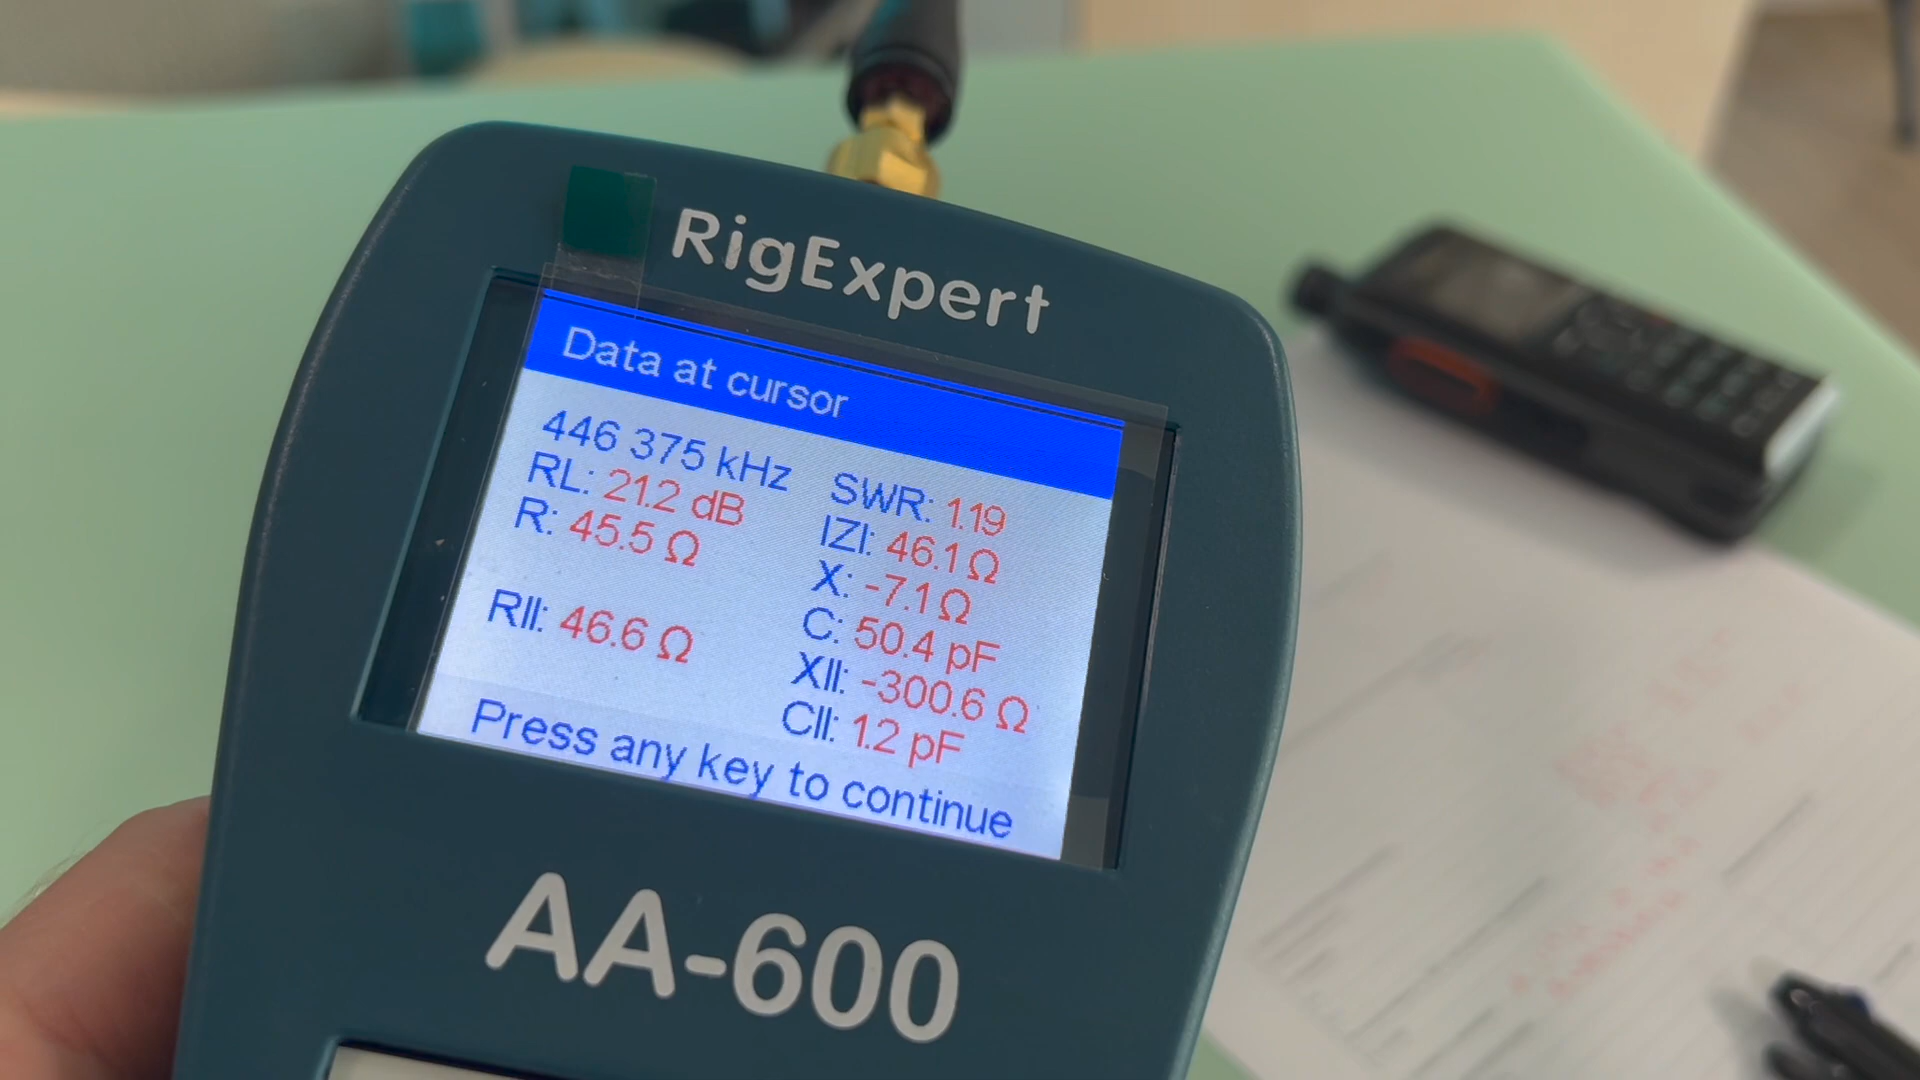 RigExpert
Data at cursor
446 375 kHz
RL: 21.2 dB
SWR: 1.19
R: 45.5 Ω
IZI: 46.1 Ω
X: -7.1 Ω
C: 50.4 pF
RII: 46.6 Ω
XII: -300.6 Ω
CII: 1.2 pF
Press any key to continue
AA-600